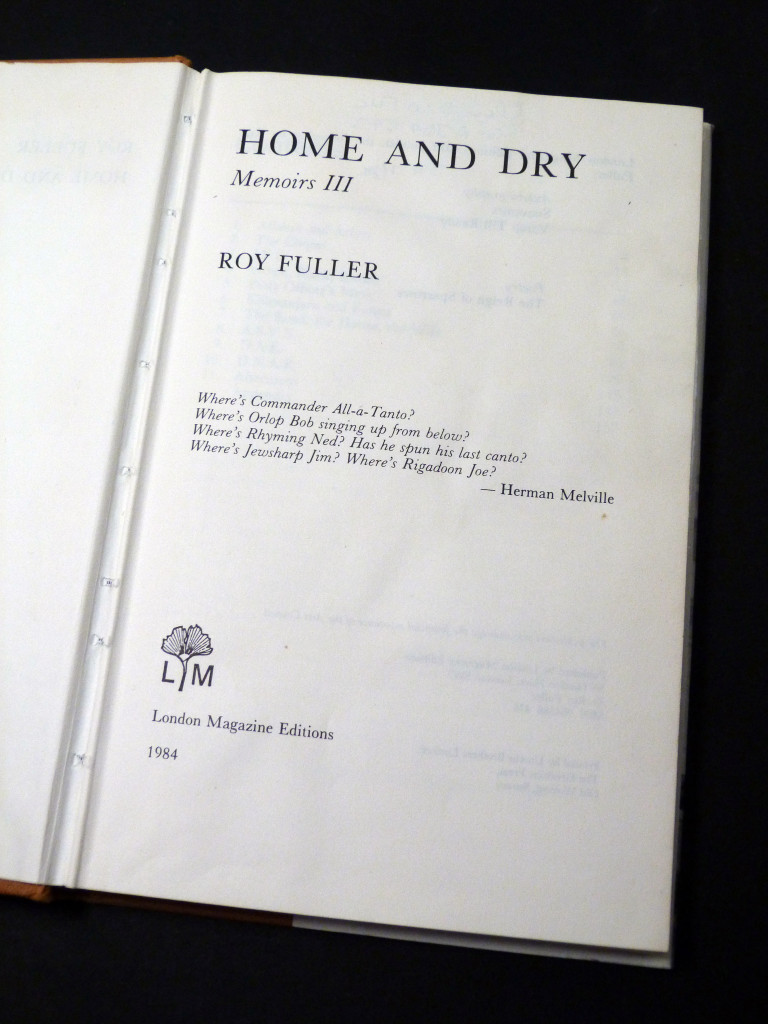 HOME AND DRY
Memoirs III
ROY FULLER
Where's Commander All-a-Tanto?
Where's Orlop Bob singing up from below?
Where's Rhyming Ned? Has he spun his last canto?
Where's Jewsharp Jim? Where's Rigadoon Joe?
— Herman Melville
LM
London Magazine Editions
1984